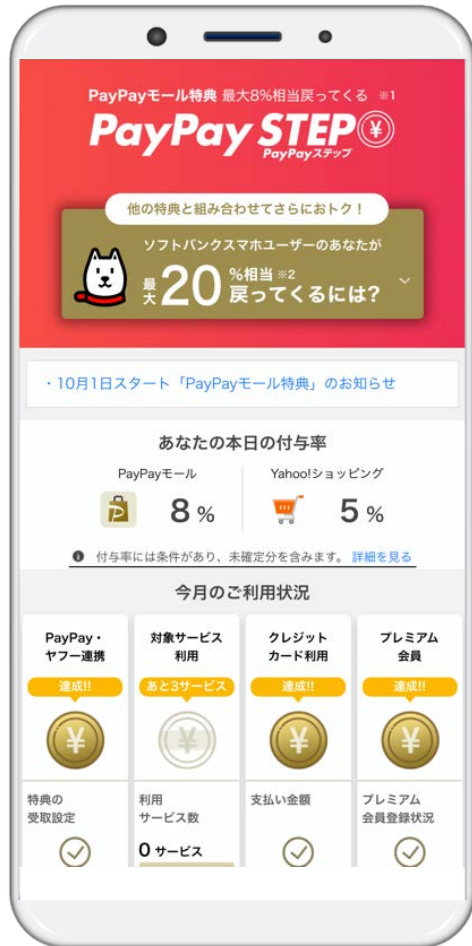 PayPayモール特典 最大8%相当戻ってくる ※1
PayPay STEP
PayPayステップ
他の特典と組み合わせてさらにおトク！
ソフトバンクスマホユーザーのあなたが
最大20%相当※2
戻ってくるには?
・10月1日スタート「PayPayモール特典」のお知らせ
あなたの本日の付与率
PayPayモール Yahoo!ショッピング
8 % 5 %
付与率には条件があり、未確定分を含みます。 詳細を見る
今月のご利用状況
PayPay・
ヤフー連携
達成!!
特典の
受取設定
対象サービス
利用
あと3サービス
利用
サービス数
0 サービス
クレジット
カード利用
達成!!
支払い金額
プレミアム
会員
達成!!
プレミアム
会員登録状況